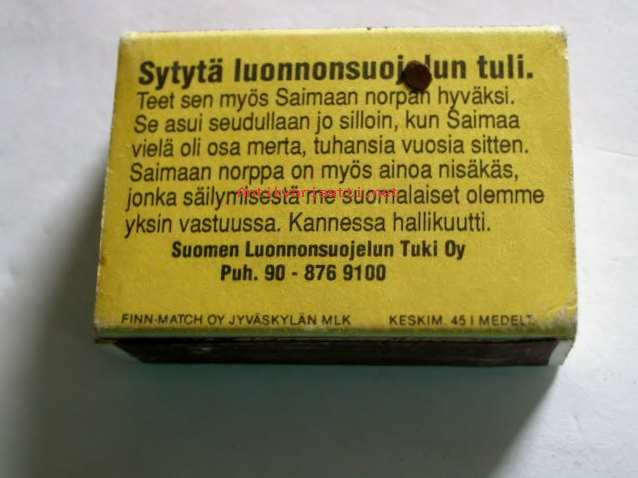 Sytytä luonnonsuojelun tuli.
Teet sen myös Saimaan norpan hyväksi.
Se asui seudullaan jo silloin, kun Saimaa
vielä oli osa merta, tuhansia vuosia sitten.
Saimaan norppa on myös ainoa nisäkäs,
jonka säilymisestä me suomalaiset olemme
yksin vastuussa. Kannessa hallikuutti.
Suomen Luonnonsuojelun Tuki Oy
Puh. 90 - 876 9100
FINN-MATCH OY JYVÄSKYLÄN MLK KESKIM. 45 I MEDELT.